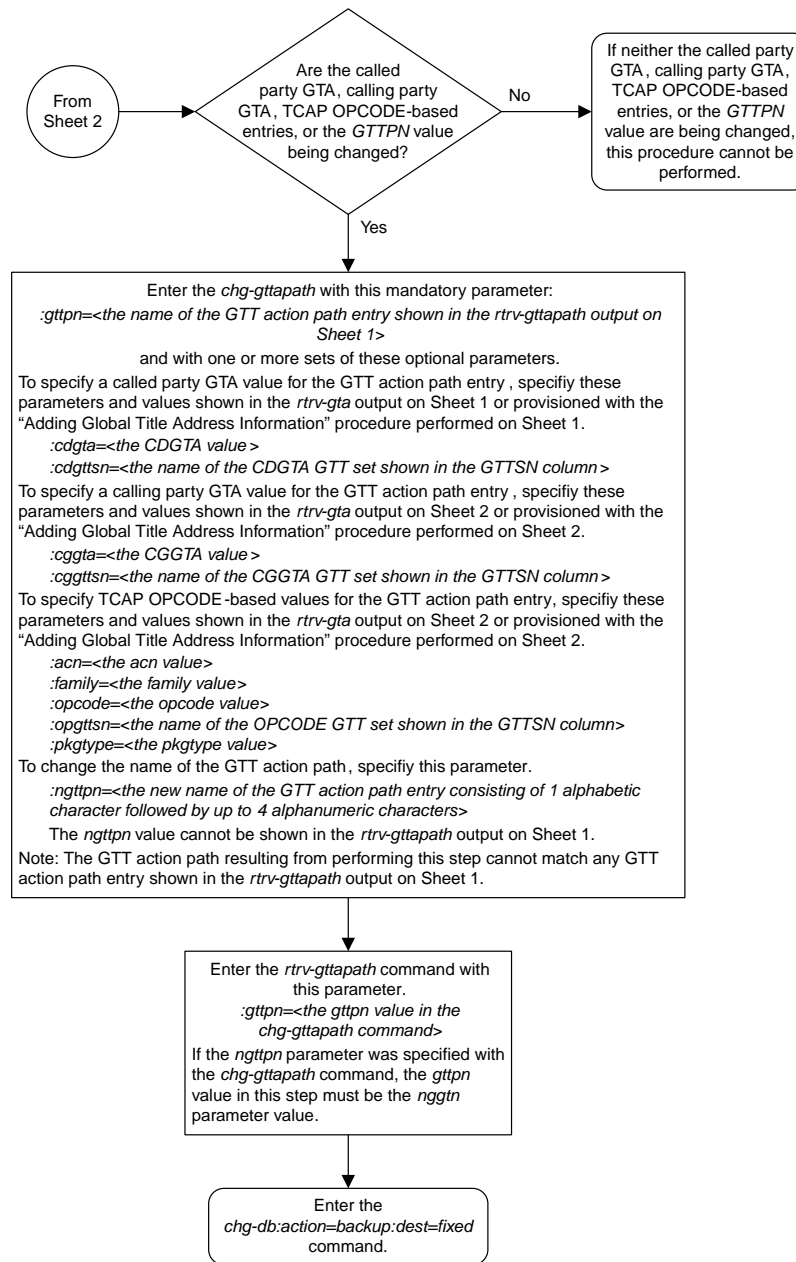 From
Sheet 2
Are the called
party GTA, calling party
GTA, TCAP OPCODE-based
entries, or the GTTPN value
being changed?
No
If neither the called party
GTA, calling party GTA,
TCAP OPCODE-based
entries, or the GTTPN
value are being changed,
this procedure cannot be
performed.
Yes
Enter the chg-gttapath with this mandatory parameter:
:gttpn=<the name of the GTT action path entry shown in the rtrv-gttapath output on
Sheet 1>
and with one or more sets of these optional parameters.
To specify a called party GTA value for the GTT action path entry, specifiy these
parameters and values shown in the rtrv-gta output on Sheet 1 or provisioned with the
“Adding Global Title Address Information” procedure performed on Sheet 1.
:cdgta=<the CDGTA value>
:cdgttsn=<the name of the CDGTA GTT set shown in the GTTSN column>
To specify a calling party GTA value for the GTT action path entry, specifiy these
parameters and values shown in the rtrv-gta output on Sheet 2 or provisioned with the
“Adding Global Title Address Information” procedure performed on Sheet 2.
:cggta=<the CGGTA value>
:cggttsn=<the name of the CGGTA GTT set shown in the GTTSN column>
To specify TCAP OPCODE-based values for the GTT action path entry, specifiy these
parameters and values shown in the rtrv-gta output on Sheet 2 or provisioned with the
“Adding Global Title Address Information” procedure performed on Sheet 2.
:acn=<the acn value>
:family=<the family value>
:opcode=<the opcode value>
:opgttsn=<the name of the OPCODE GTT set shown in the GTTSN column>
:pkgtype=<the pkgtype value>
To change the name of the GTT action path, specifiy this parameter.
:ngttpn=<the new name of the GTT action path entry consisting of 1 alphabetic
character followed by up to 4 alphanumeric characters>
The ngttpn value cannot be shown in the rtrv-gttapath output on Sheet 1.
Note: The GTT action path resulting from performing this step cannot match any GTT
action path entry shown in the rtrv-gttapath output on Sheet 1.
Enter the rtrv-gttapath command with
this parameter.
:gttpn=<the gttpn value in the
chg-gttapath command>
If the ngttpn parameter was specified with
the chg-gttapath command, the gttpn
value in this step must be the nggtn
parameter value.
Enter the
chg-db:action=backup:dest=fixed
command.